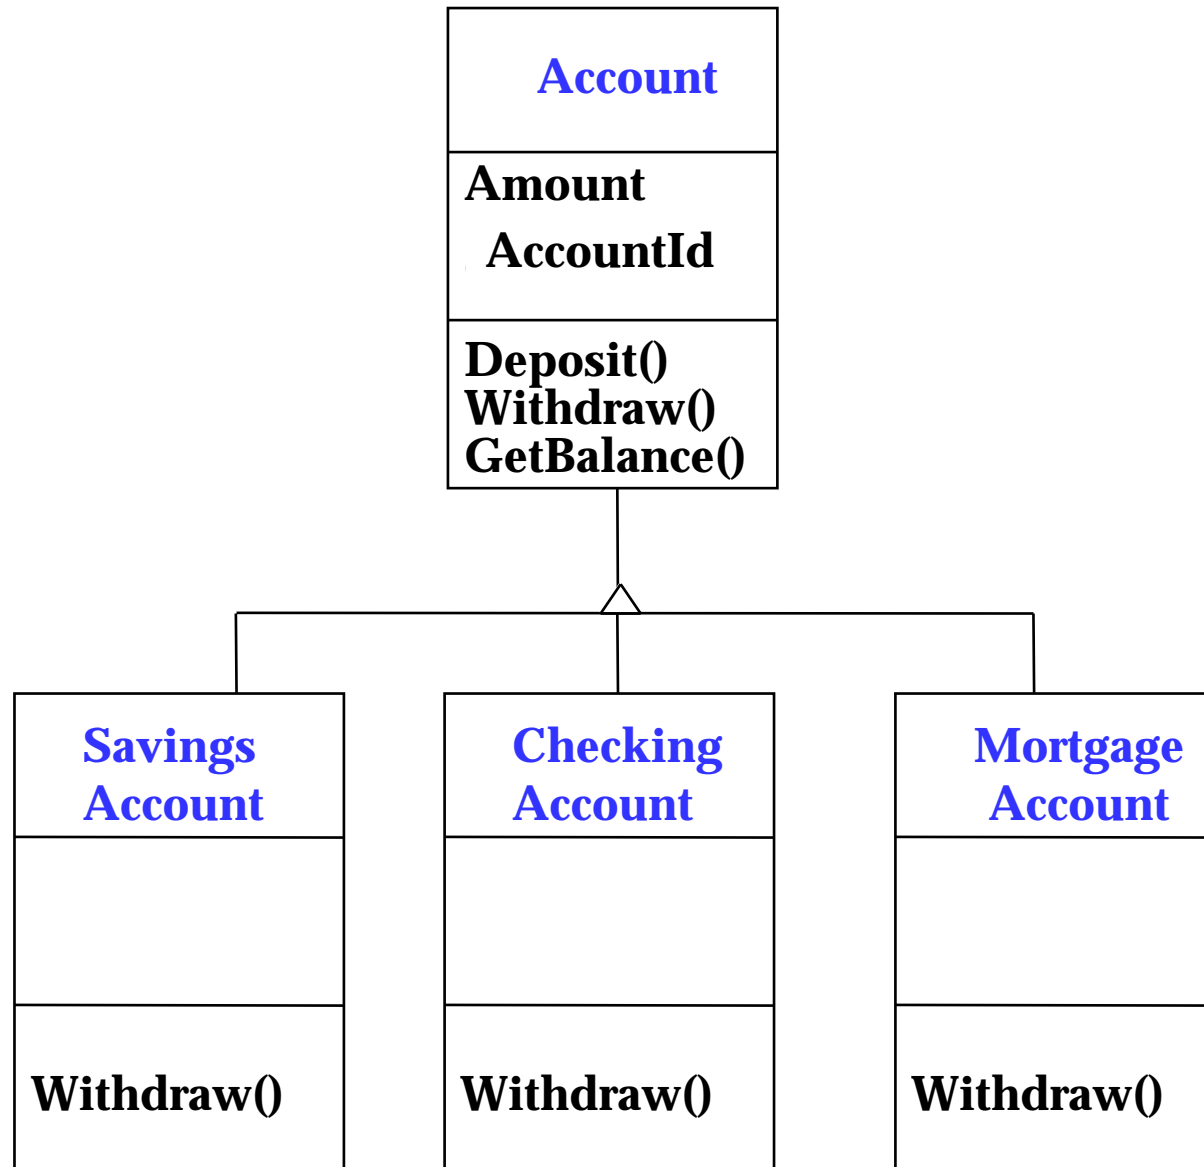 Account
Amount
AccountId
Deposit()
Withdraw()
GetBalance()
Savings
Account
Checking
Account
Mortgage
Account
Withdraw()
Withdraw()
Withdraw()